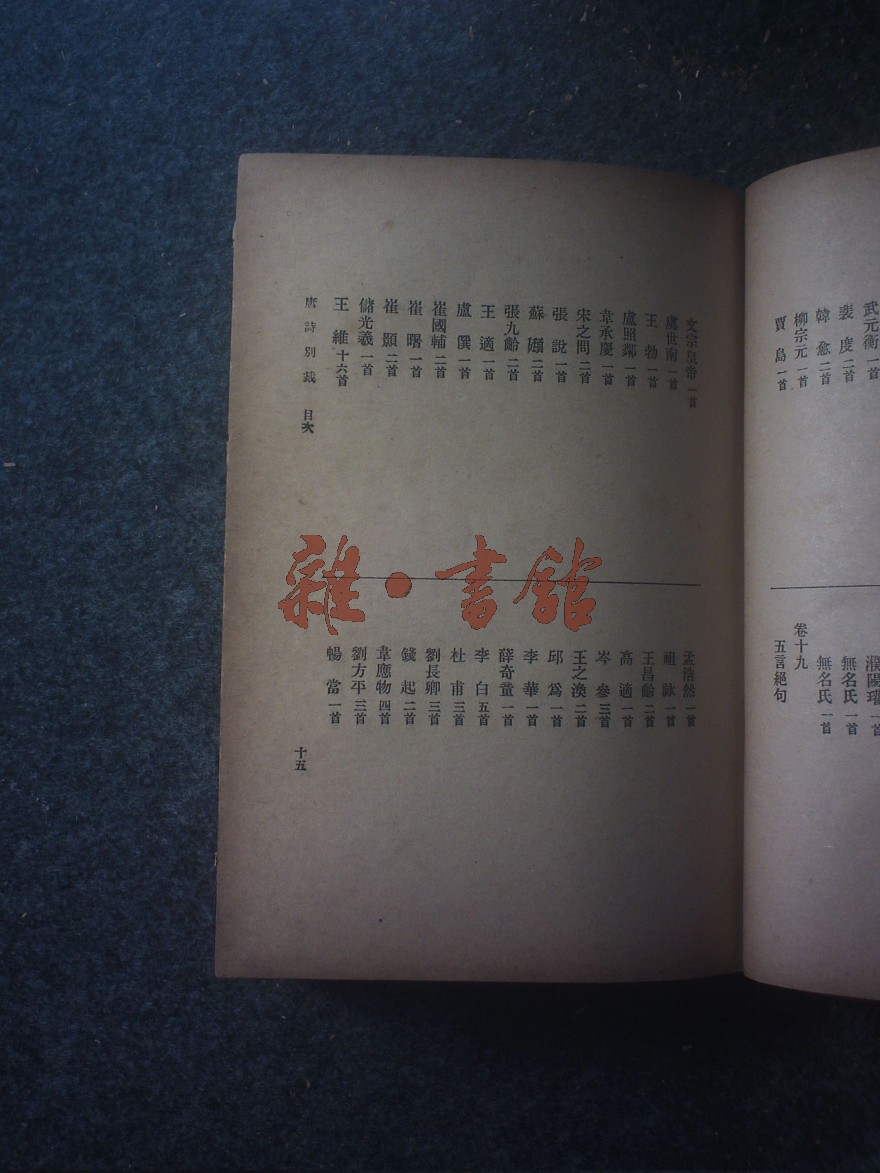 武元衡一首
裴度二首
韓愈二首
柳宗元一首
賈島一首
濮陽瓘一首
無名氏一首
無名氏一首
卷十九
五言絕句
文宗皇帝一首
虞世南一首
王勃一首
盧照鄰一首
韋承慶一首
宋之問二首
張說一首
蘇頲二首
張九齡二首
王適一首
盧僎一首
崔國輔二首
崔曙一首
崔顥二首
儲光羲一首
王維十六首
孟浩然一首
祖詠一首
王昌齡二首
高適一首
岑參三首
王之渙二首
邱爲一首
李華一首
薛奇童一首
李白五首
杜甫三首
劉長卿三首
錢起二首
韋應物四首
劉方平三首
暢當一首
唐詩別裁 目次
十五
雜·書館